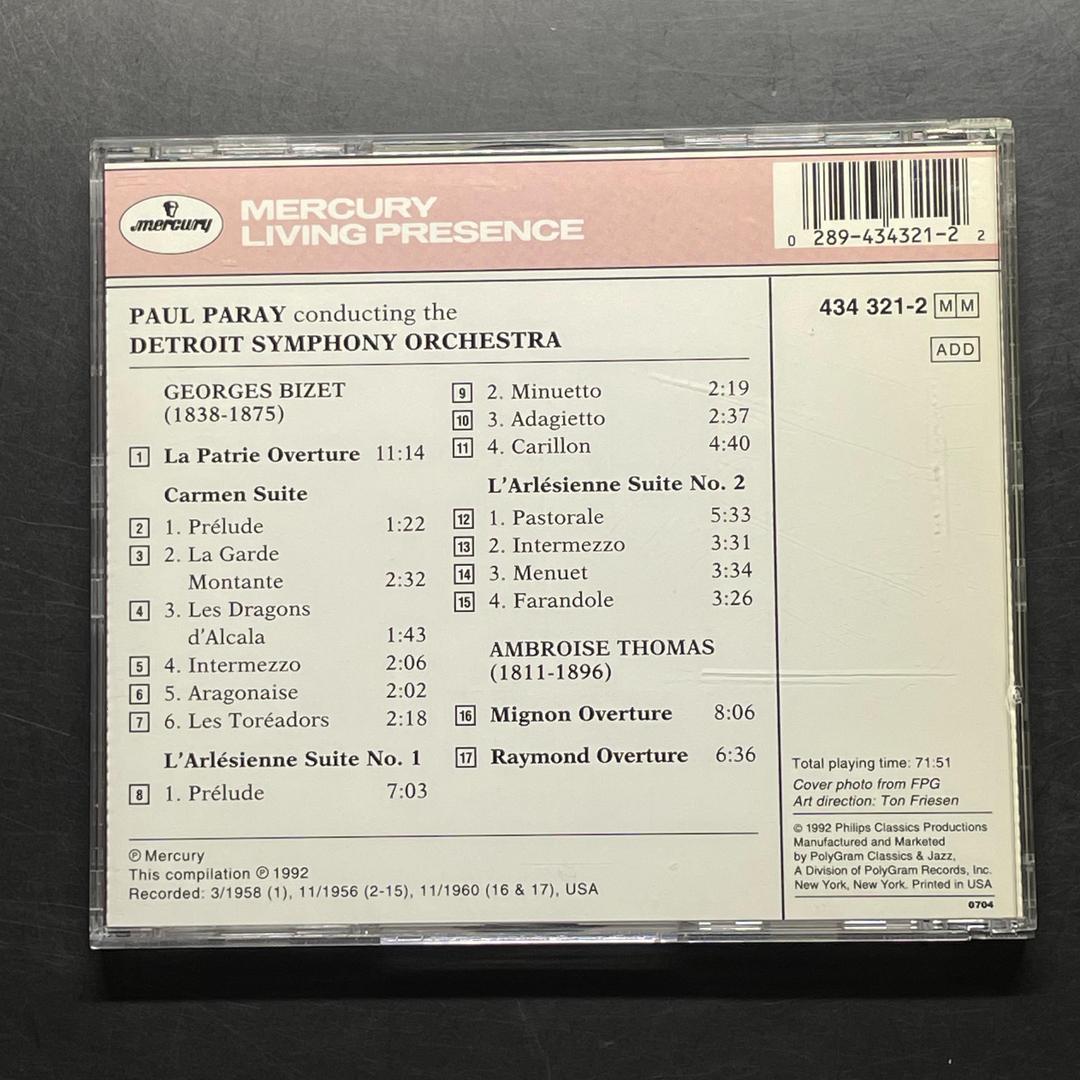 mercury
MERCURY
LIVING PRESENCE
0 289-434321-2 2
PAUL PARAY conducting the
DETROIT SYMPHONY ORCHESTRA
434 321-2 M M
ADD
GEORGES BIZET
(1838-1875)
1 La Patrie Overture 11:14
Carmen Suite
2 1. Prélude 1:22
3 2. La Garde
Montante 2:32
4 3. Les Dragons
d'Alcala 1:43
5 4. Intermezzo 2:06
6 5. Aragonaise 2:02
7 6. Les Toréadors 2:18
L'Arlésienne Suite No. 1
8 1. Prélude 7:03
9 2. Minuetto 2:19
10 3. Adagietto 2:37
11 4. Carillon 4:40
L'Arlésienne Suite No. 2
12 1. Pastorale 5:33
13 2. Intermezzo 3:31
14 3. Menuet 3:34
15 4. Farandole 3:26
AMBROISE THOMAS
(1811-1896)
16 Mignon Overture 8:06
17 Raymond Overture 6:36
℗ Mercury
This compilation ℗ 1992
Recorded: 3/1958 (1), 11/1956 (2-15), 11/1960 (16 & 17), USA
Total playing time: 71:51
Cover photo from FPG
Art direction: Ton Friesen
© 1992 Philips Classics Productions
Manufactured and Marketed
by PolyGram Classics & Jazz,
A Division of PolyGram Records, Inc.
New York, New York. Printed in USA
0704